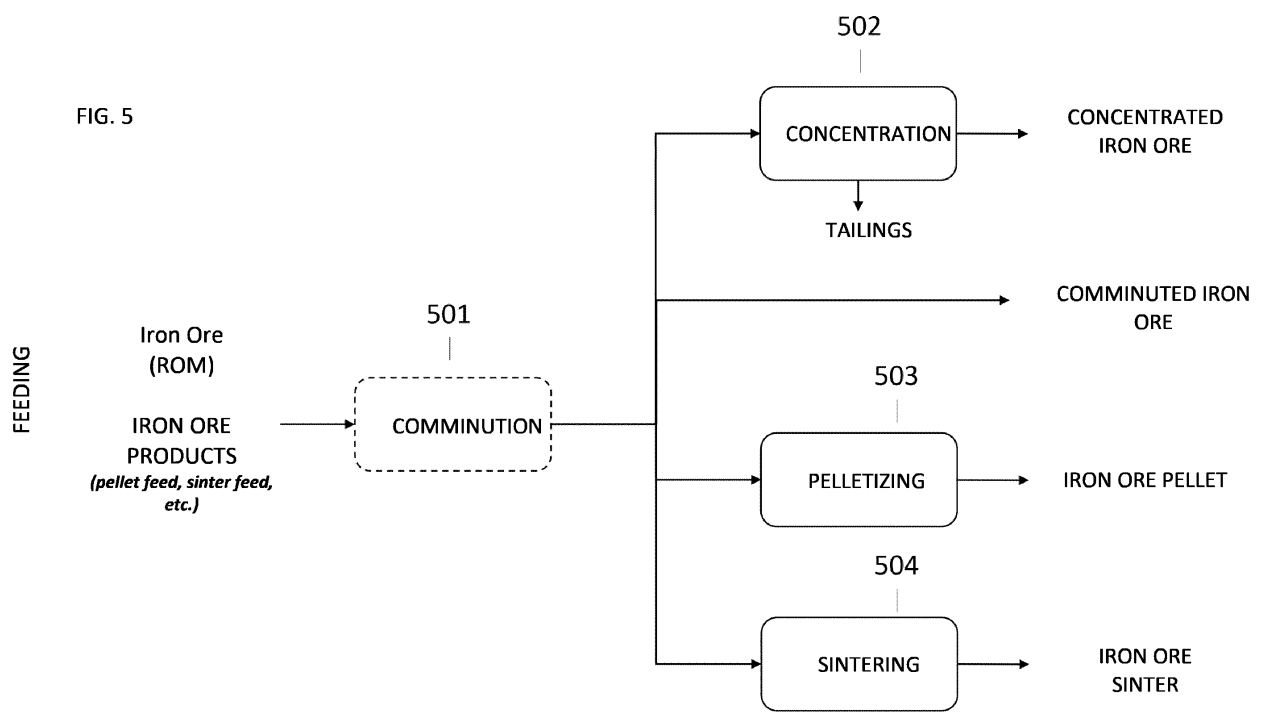 502
FIG. 5
CONCENTRATION
CONCENTRATED
IRON ORE
TAILINGS
COMMINUTED IRON
ORE
501
Iron Ore
(ROM)
FEEDING
503
COMMINUTION
IRON ORE
PRODUCTS
(pellet feed, sinter feed,
etc.)
PELLETIZING
IRON ORE PELLET
504
SINTERING
IRON ORE
SINTER